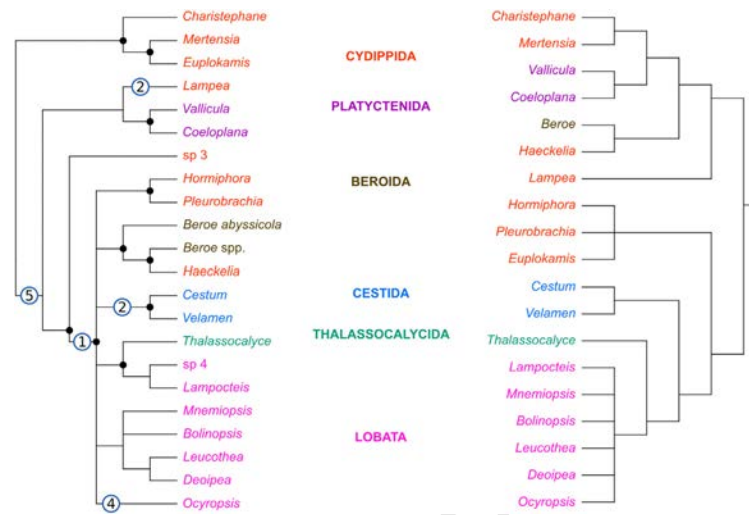 Charistephane
Mertensia
Euplokamis
Lampea
Vallicula
Coeloplana
sp 3
Hormiphora
Pleurobrachia
Beroe abyssicola
Beroe spp.
Haeckelia
Cestum
Velamen
Thalassocalyce
sp 4
Lampocteis
Mnemiopsis
Bolinopsis
Leucothea
Deoipea
Ocyropsis
2
5
1
2
4
CYDIPPIDA
PLATYCTENIDA
BEROIDA
CESTIDA
THALASSOCALYCIDA
LOBATA
Charistephane
Mertensia
Vallicula
Coeloplana
Beroe
Haeckelia
Lampea
Hormiphora
Pleurobrachia
Euplokamis
Cestum
Velamen
Thalassocalyce
Lampocteis
Mnemiopsis
Bolinopsis
Leucothea
Deoipea
Ocyropsis